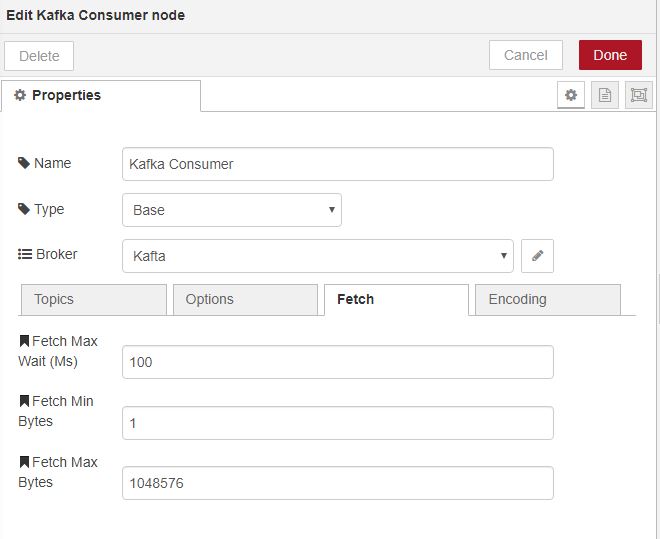 Edit Kafka Consumer node
Delete
Cancel
Done
Properties
Name
Kafka Consumer
Type
Base
Broker
Kafta
Topics
Options
Fetch
Encoding
Fetch Max
Wait (Ms)
100
Fetch Min
Bytes
1
Fetch Max
Bytes
1048576